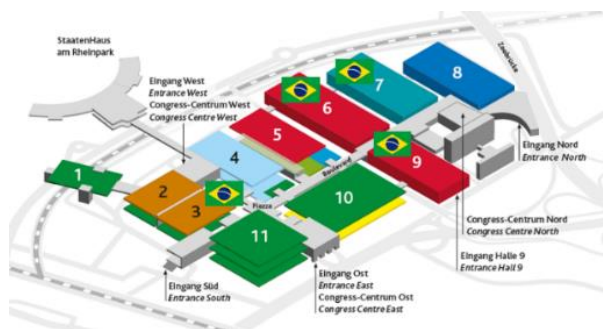 StaatenHaus
am Rheinpark
Eingang West
Entrance West
Congress-Centrum West
Congress Centre West
Zoobrücke
8
7
6
5
4
9
1
2
3
10
11
Boulevard
Piazza
Eingang Nord
Entrance North
Congress-Centrum Nord
Congress Centre North
Eingang Halle 9
Entrance Hall 9
Eingang Ost
Entrance East
Congress-Centrum Ost
Congress Centre East
Eingang Süd
Entrance South